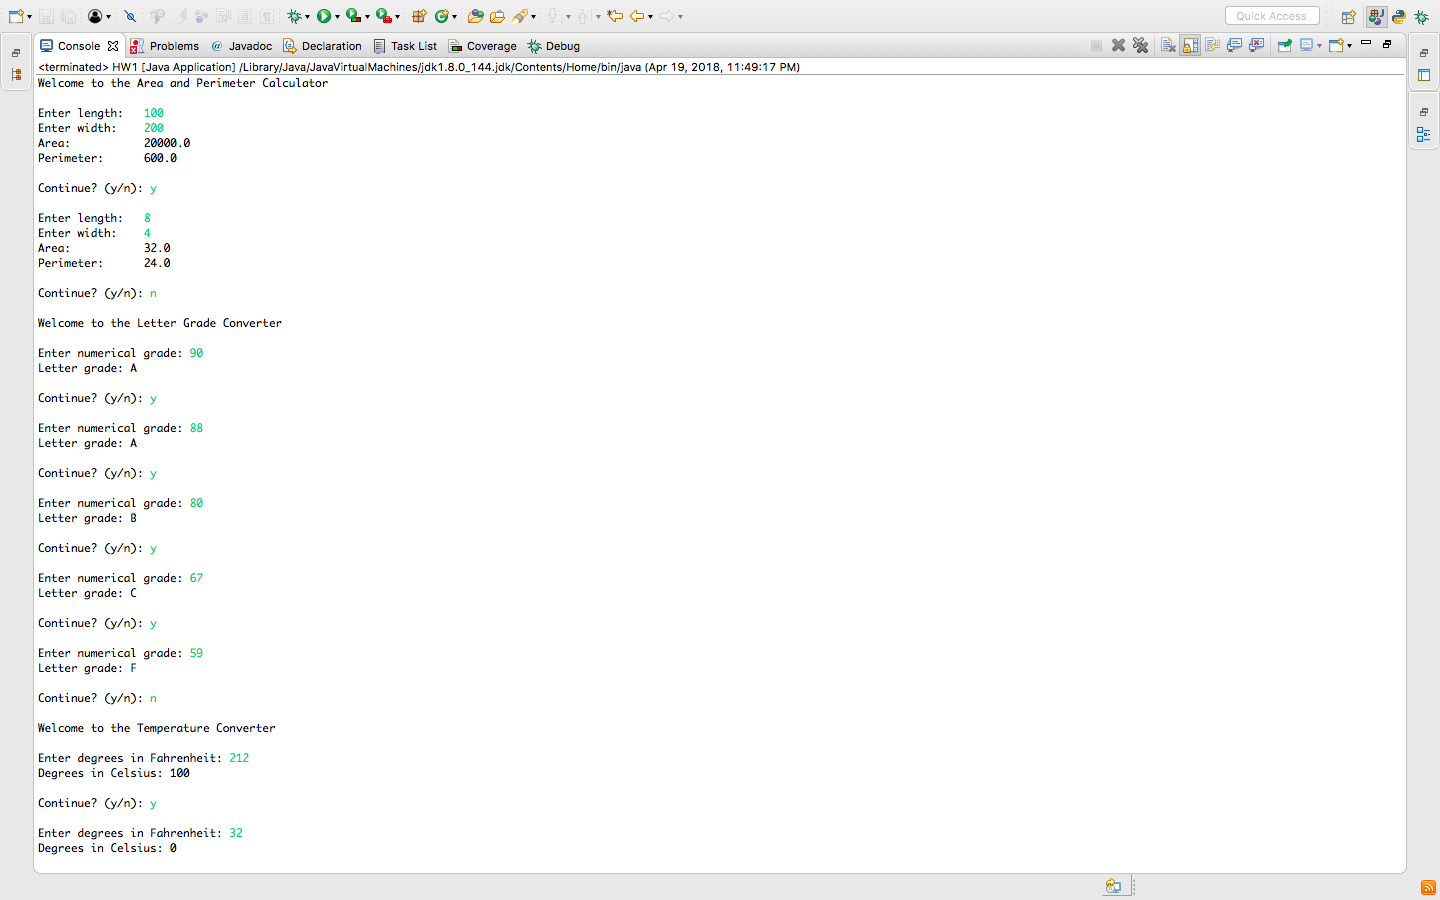 Quick Access
Console Problems @ Javadoc Declaration Task List Coverage Debug
<terminated> HW1 [Java Application] /Library/Java/JavaVirtualMachines/jdk1.8.0_144.jdk/Contents/Home/bin/java (Apr 19, 2018, 11:49:17 PM)
Welcome to the Area and Perimeter Calculator
Enter length: 100
Enter width: 200
Area: 20000.0
Perimeter: 600.0
Continue? (y/n): y
Enter length: 8
Enter width: 4
Area: 32.0
Perimeter: 24.0
Continue? (y/n): n
Welcome to the Letter Grade Converter
Enter numerical grade: 90
Letter grade: A
Continue? (y/n): y
Enter numerical grade: 88
Letter grade: A
Continue? (y/n): y
Enter numerical grade: 80
Letter grade: B
Continue? (y/n): y
Enter numerical grade: 67
Letter grade: C
Continue? (y/n): y
Enter numerical grade: 59
Letter grade: F
Continue? (y/n): n
Welcome to the Temperature Converter
Enter degrees in Fahrenheit: 212
Degrees in Celsius: 100
Continue? (y/n): y
Enter degrees in Fahrenheit: 32
Degrees in Celsius: 0